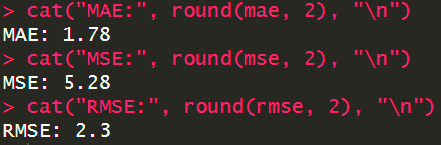 > cat("MAE:", round(mae, 2), "\n")
MAE: 1.78
> cat("MSE:", round(mse, 2), "\n")
MSE: 5.28
> cat("RMSE:", round(rmse, 2), "\n")
RMSE: 2.3